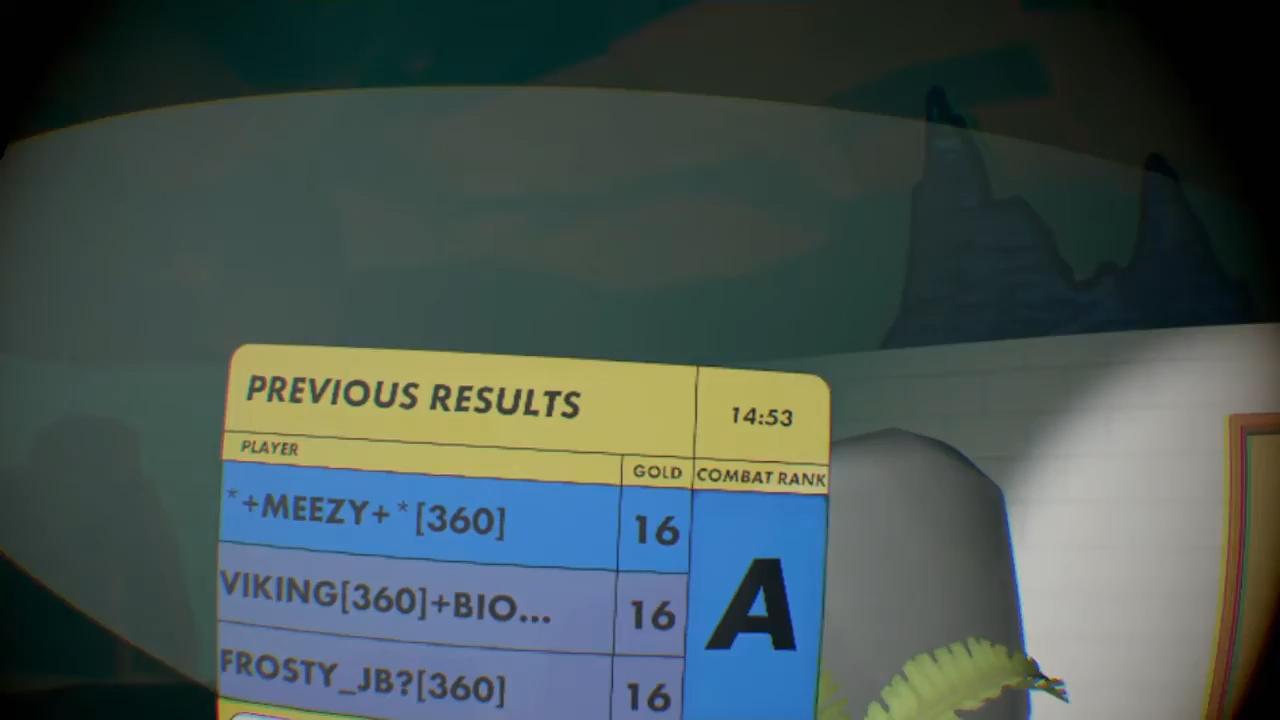 PREVIOUS RESULTS
14:53
PLAYER
GOLD
COMBAT RANK
*+MEEZY+*[360]
16
A
VIKING[360]+BIO...
16
FROSTY_JB?[360]
16